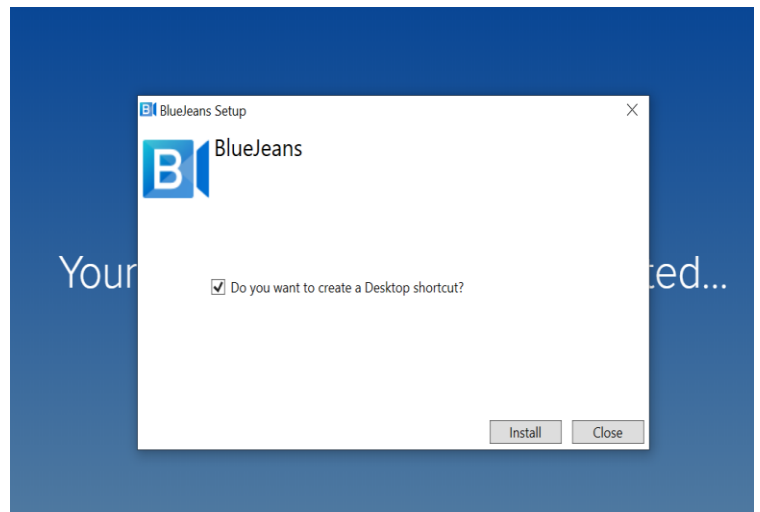 BlueJeans Setup
B BlueJeans
Your
ted...
Do you want to create a Desktop shortcut?
Install Close